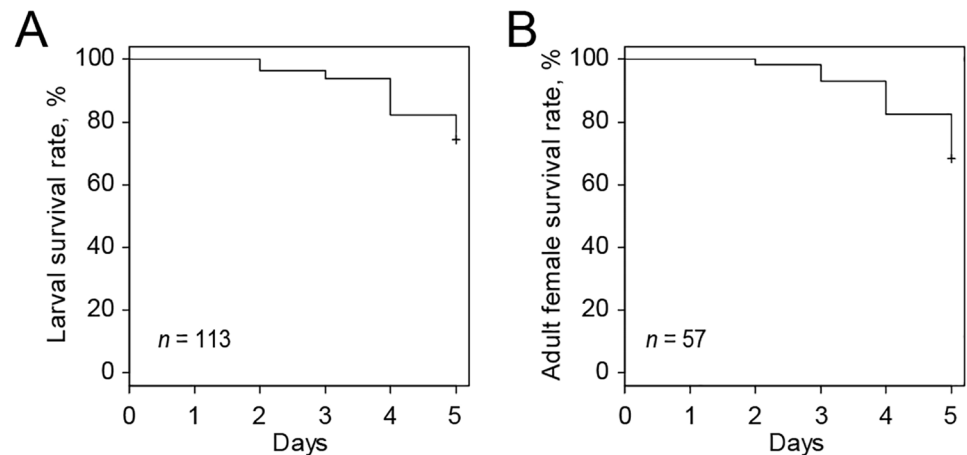 A
Larval survival rate, %
100
80
60
40
20
0
n = 113
0 1 2 3 4 5
Days
B
Adult female survival rate, %
100
80
60
40
20
0
n = 57
0 1 2 3 4 5
Days